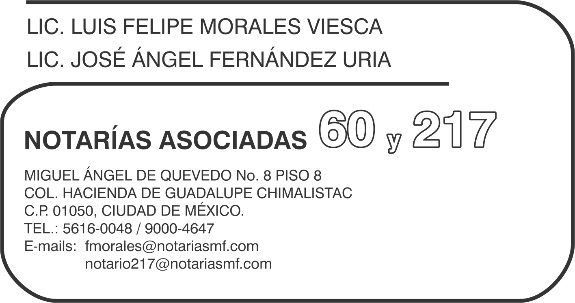 LIC. LUIS FELIPE MORALES VIESCA
LIC. JOSÉ ÁNGEL FERNÁNDEZ URIA
NOTARÍAS ASOCIADAS 60 y 217
MIGUEL ÁNGEL DE QUEVEDO No. 8 PISO 8
COL. HACIENDA DE GUADALUPE CHIMALISTAC
C.P. 01050, CIUDAD DE MÉXICO.
TEL.: 5616-0048 / 9000-4647
E-mails: fmorales@notariasmf.com
notario217@notariasmf.com